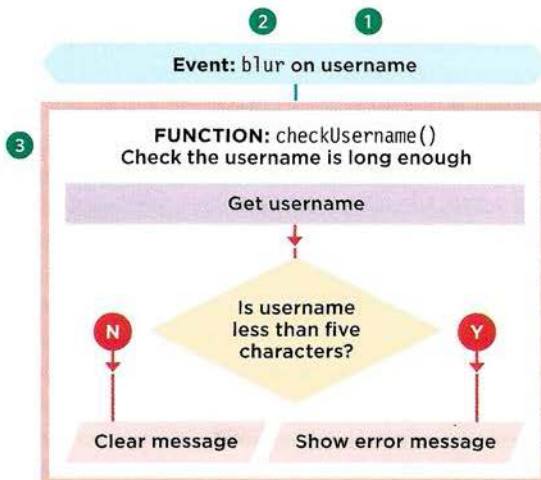 2 1
Event: blur on username
3
FUNCTION: checkUsername()
Check the username is long enough
Get username
Is username
less than five
characters?
N
Y
Clear message
Show error message